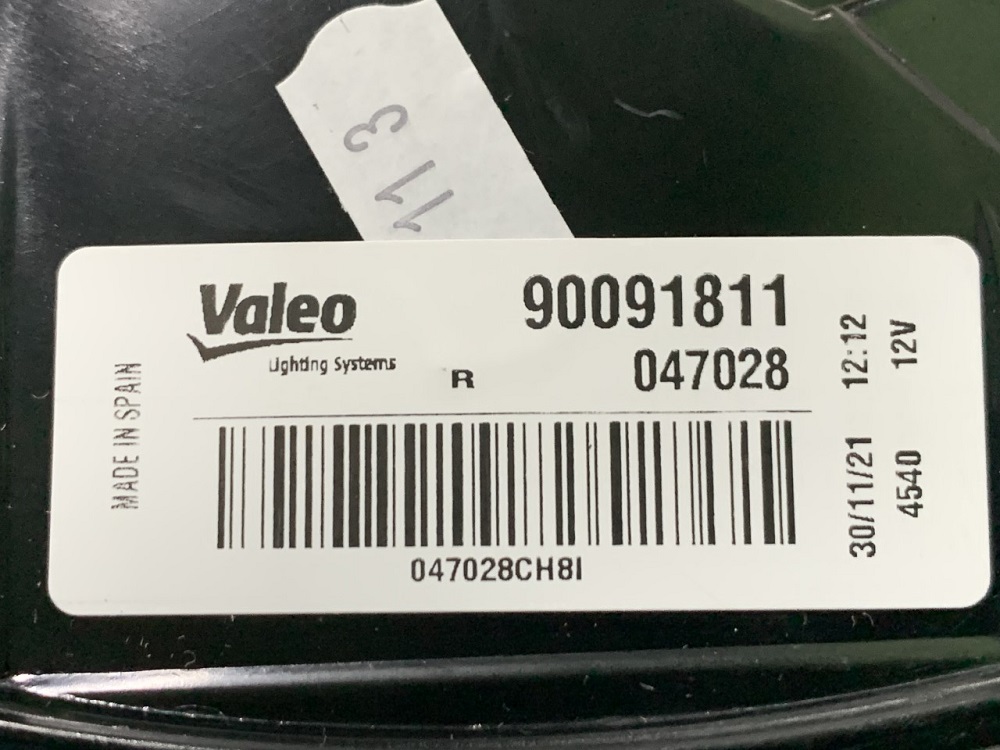 113
Valeo
Lighting Systems
R
90091811
047028
MADE IN SPAIN
047028CH8I
30/11/21 12:12
4540 12V